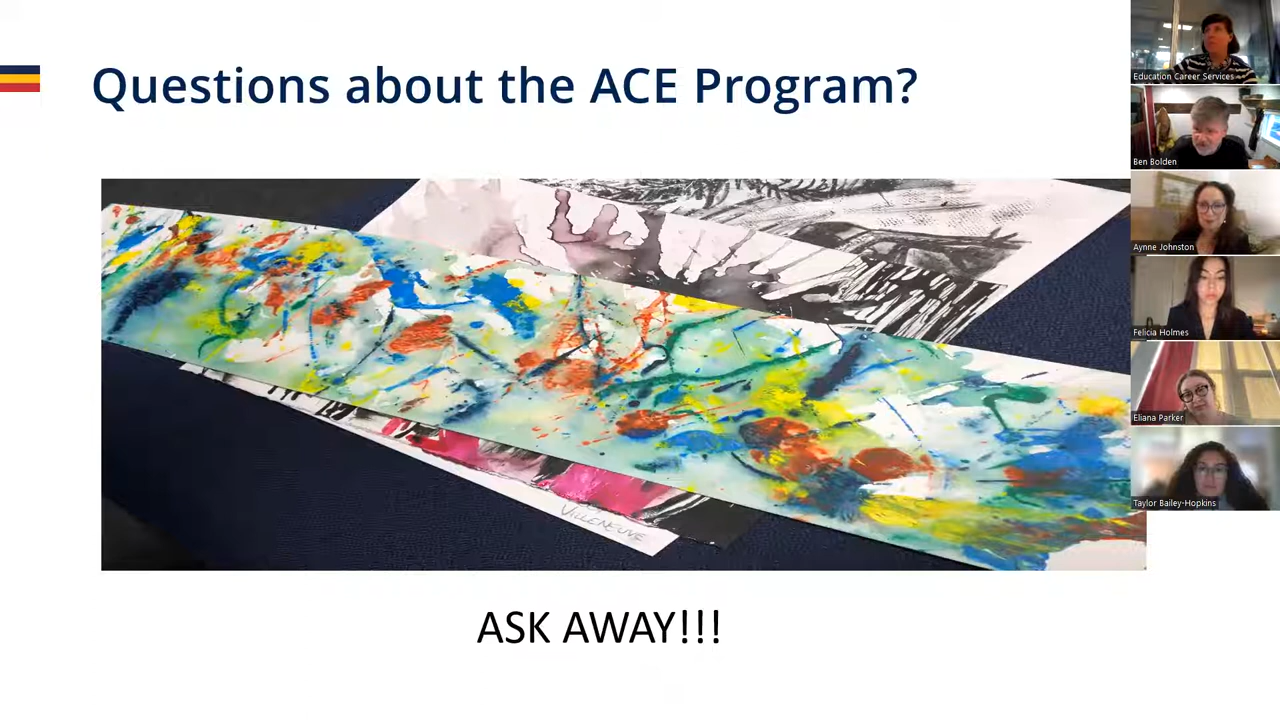 Questions about the ACE Program?
VILLENEUVE
ASK AWAY!!!
Education Career Services
Ben Bolden
Aynne Johnston
Felicia Holmes
Eliana Parker
Taylor Bailey-Hopkins